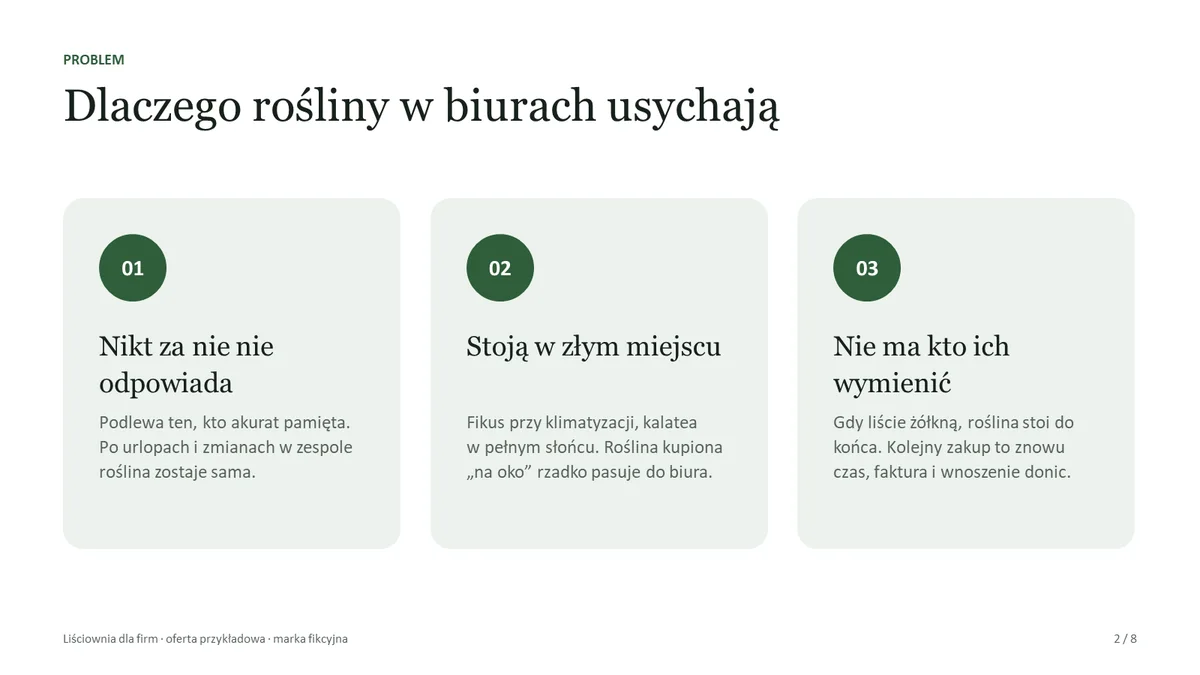 PROBLEM
Dlaczego rośliny w biurach usychają
01
Nikt za nie nie
odpowiada
Podlewa ten, kto akurat pamięta.
Po urlopach i zmianach w zespole
roślina zostaje sama.
02
Stoją w złym miejscu
Fikus przy klimatyzacji, kalatea
w pełnym słońcu. Roślina kupiona
„na oko” rzadko pasuje do biura.
03
Nie ma kto ich
wymienić
Gdy liście żółkną, roślina stoi do
końca. Kolejny zakup to znowu
czas, faktura i wnoszenie donic.
Liściownia dla firm · oferta przykładowa · marka fikcyjna
2 / 8